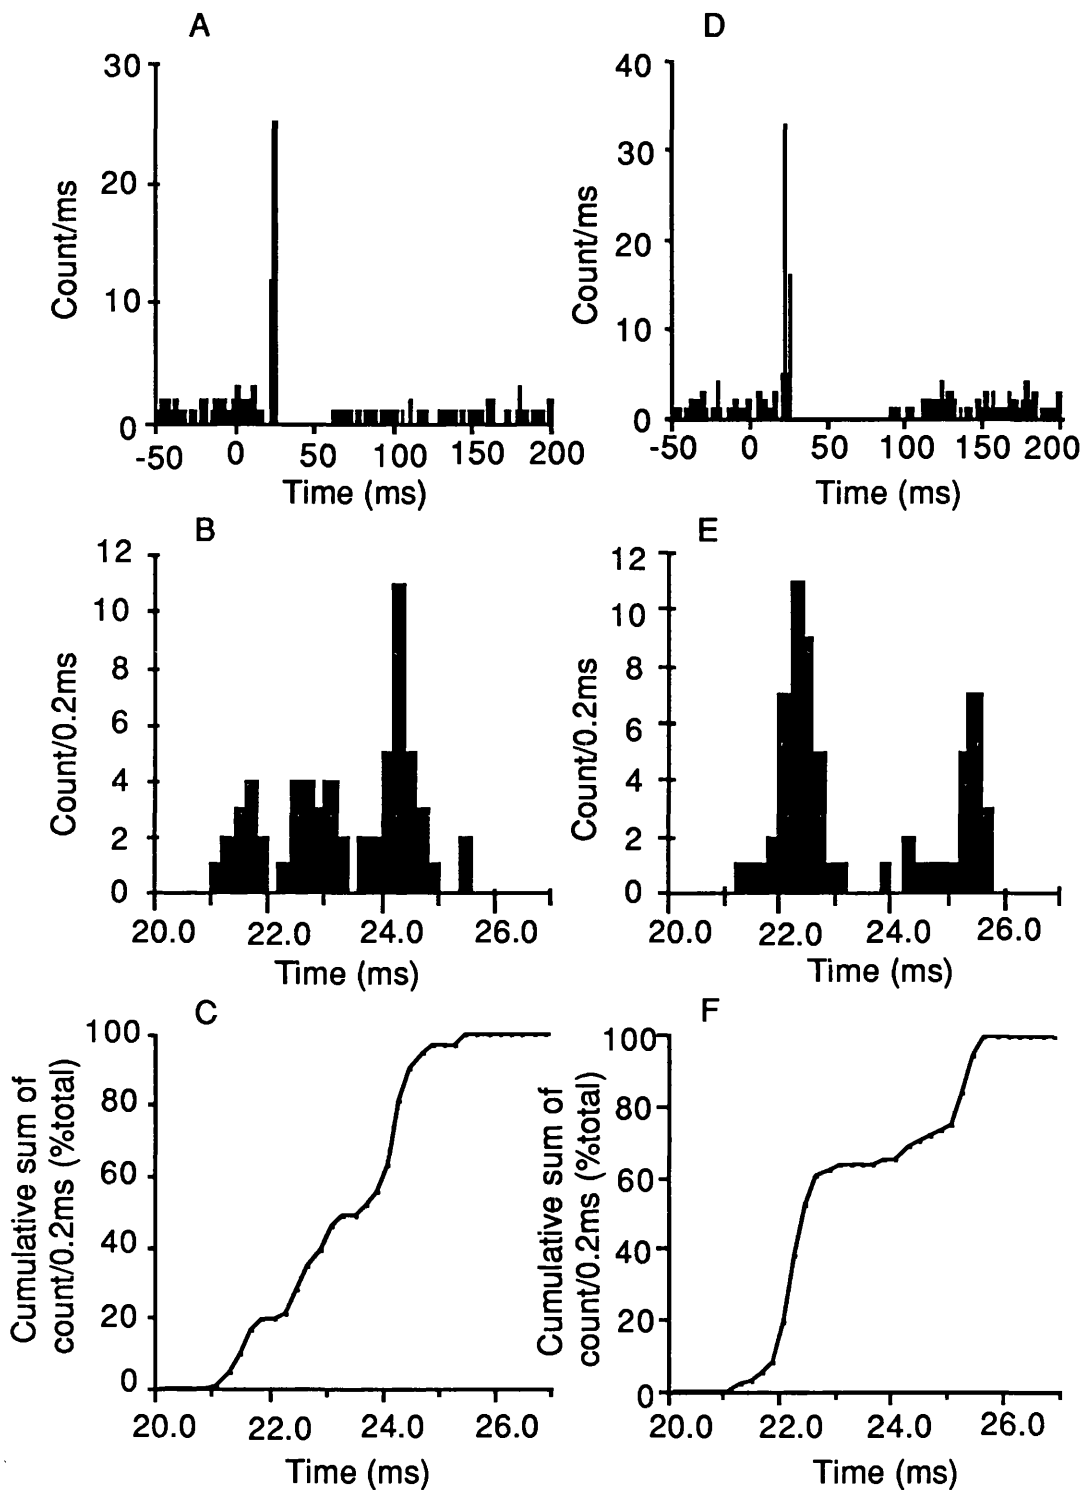 A
30
20
10
0
Count/ms
-50 0 50 100 150 200
Time (ms)
D
40
30
20
10
0
Count/ms
-50 0 50 100 150 200
Time (ms)
B
12
10
8
6
4
2
0
Count/0.2ms
20.0 22.0 24.0 26.0
Time (ms)
E
12
10
8
6
4
2
0
Count/0.2ms
20.0 22.0 24.0 26.0
Time (ms)
C
100
80
60
40
20
0
Cumulative sum of
count/0.2ms (%total)
20.0 22.0 24.0 26.0
Time (ms)
F
100
80
60
40
20
0
Cumulative sum of
count/0.2ms (%total)
20.0 22.0 24.0 26.0
Time (ms)